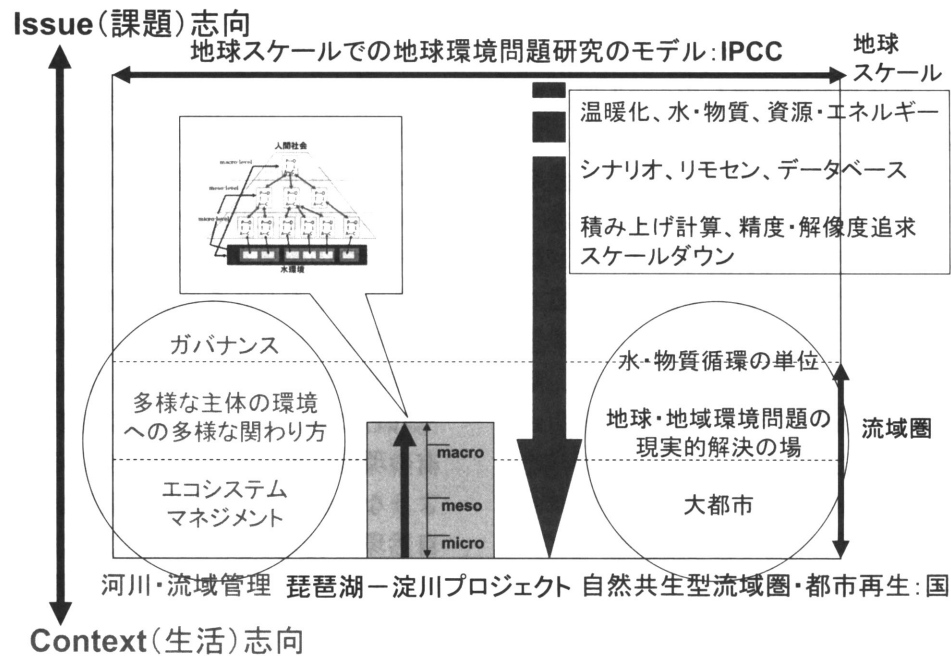 Issue(課題)志向
地球スケールでの地球環境問題研究のモデル:IPCC
地球
スケール
温暖化、水・物質、資源・エネルギー
シナリオ、リモセン、データベース
積み上げ計算、精度・解像度追求
スケールダウン
人間社会
macro level
meso level
水環境
ガバナンス
多様な主体の環境
への多様な関わり方
エコシステム
マネジメント
macro
meso
micro
水・物質循環の単位
地球・地域環境問題の
現実的解決の場
大都市
流域圏
河川・流域管理
琵琶湖ー淀川プロジェクト
自然共生型流域圏・都市再生:国
Context(生活)志向